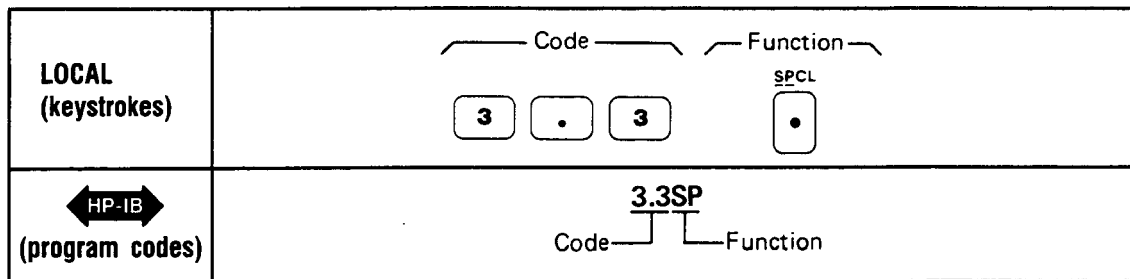 LOCAL
(keystrokes)
Code Function
SPCL
3 . 3 •
HP-IB
(program codes)
3.3SP
Code Function